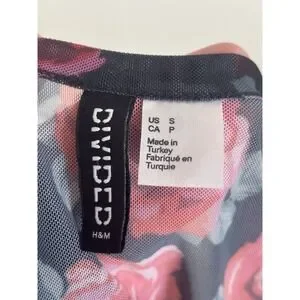 DIVIDED
H&M
US S
CA P
Made in
Turkey
Fabriqué en
Turquie